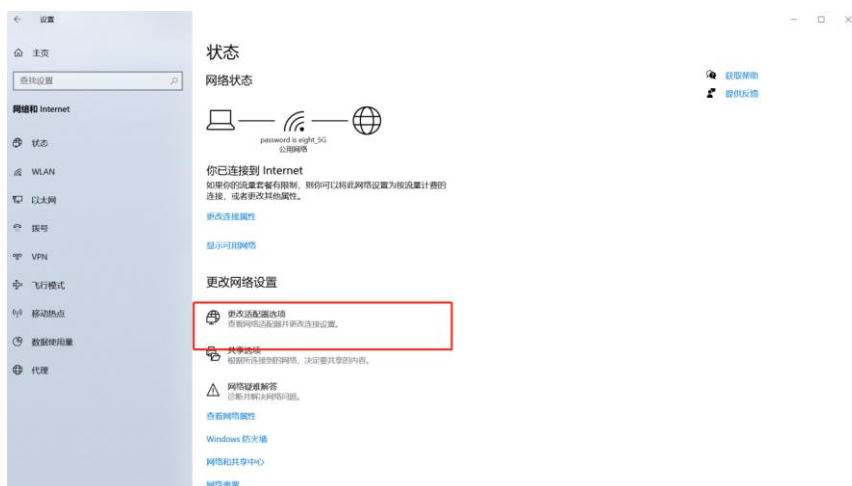 设置
主页
查找设置
网络和 Internet
状态
WLAN
以太网
拨号
VPN
飞行模式
移动热点
数据使用量
代理
状态
网络状态
password is eight_5G
公用网络
你已连接到 Internet
如果你的流量套餐有限制，则你可以将此网络设置为按流量计费的
连接，或者更改其他属性。
更改连接属性
显示可用网络
更改网络设置
更改适配器选项
查看网络适配器并更改连接设置。
共享选项
根据所连接到的网络，决定要共享的内容。
网络疑难解答
诊断并解决网络问题。
查看网络属性
Windows 防火墙
网络和共享中心
网络重置
获取帮助
提供反馈